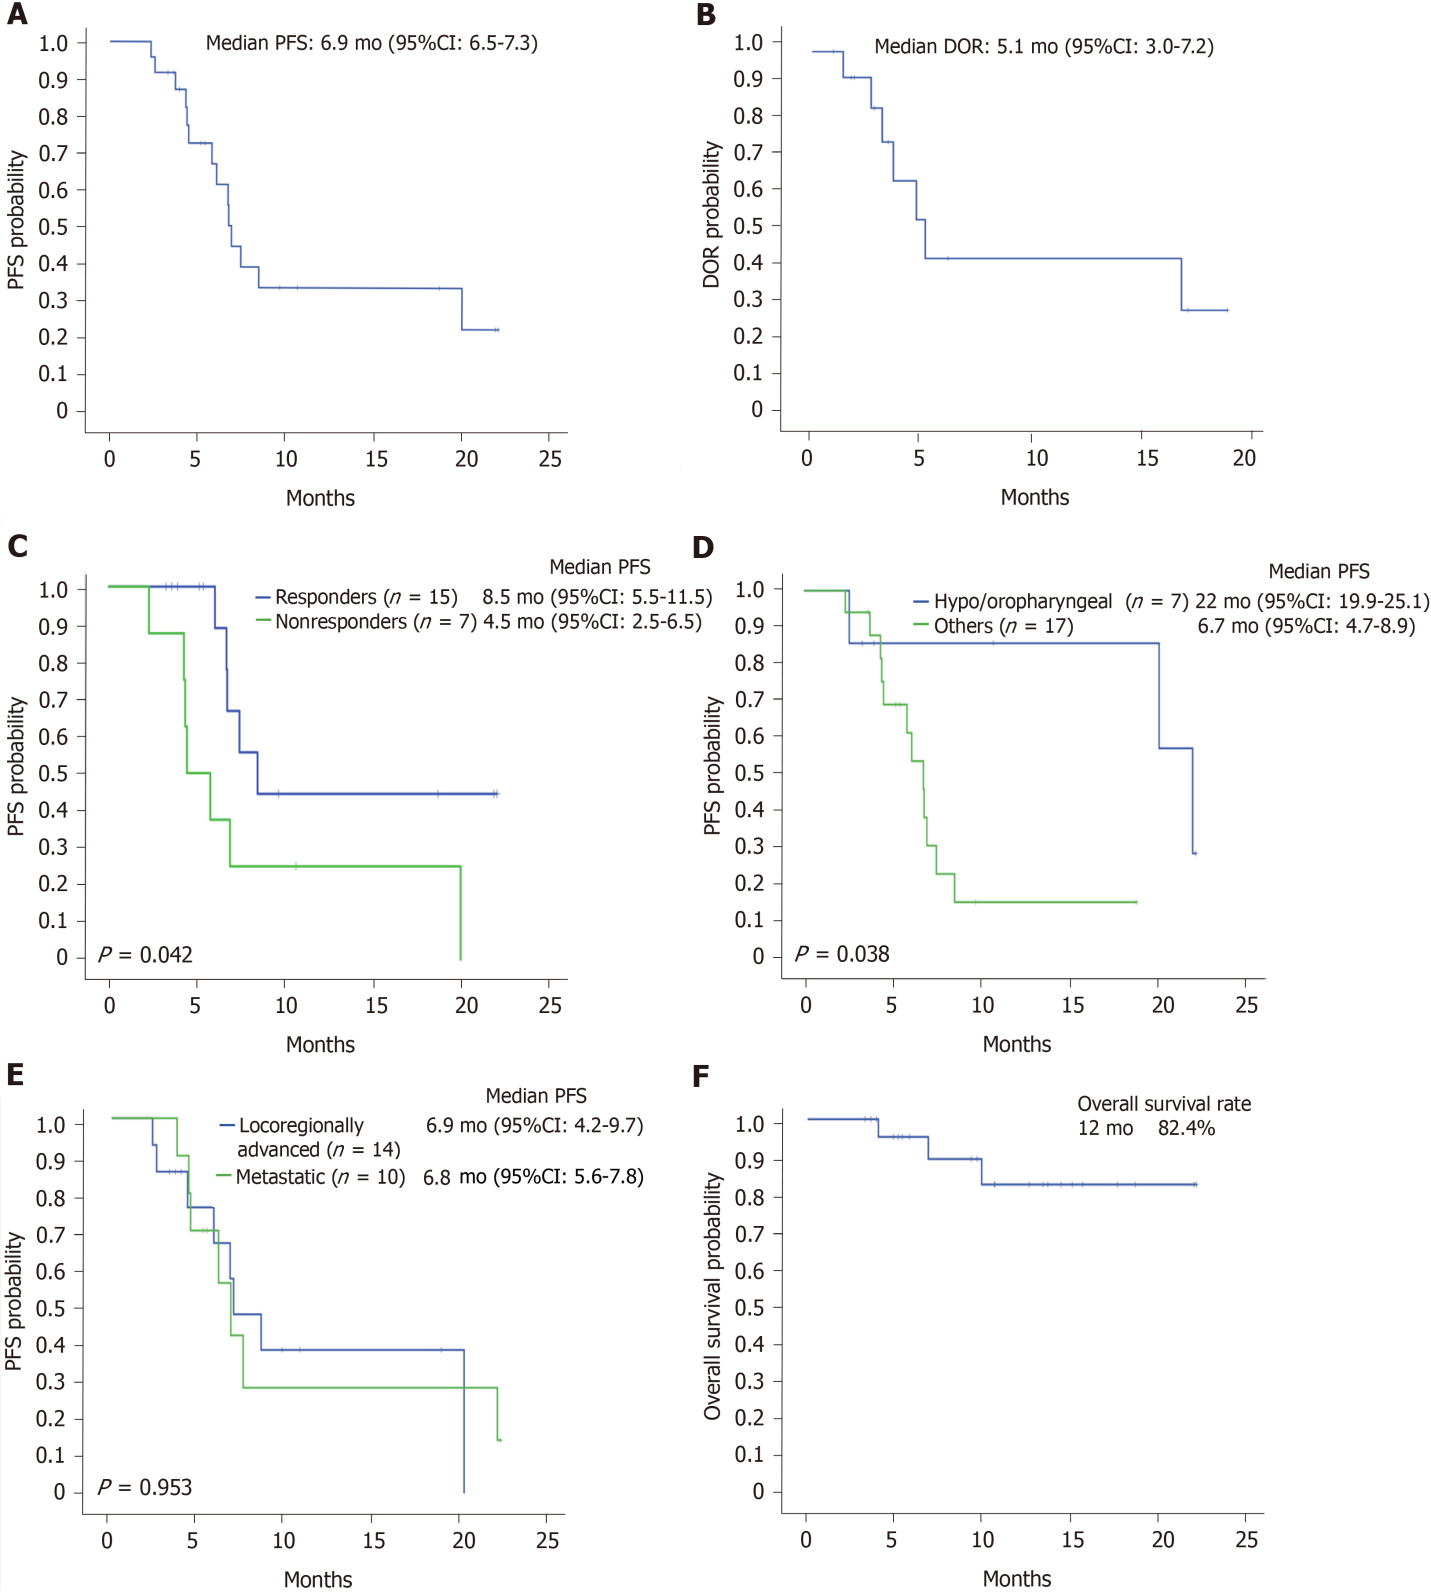 A
Median PFS: 6.9 mo (95%CI: 6.5-7.3)
1.0
0.9
0.8
0.7
0.6
0.5
0.4
0.3
0.2
0.1
0
PFS probability
0 5 10 15 20 25
Months
B
Median DOR: 5.1 mo (95%CI: 3.0-7.2)
1.0
0.9
0.8
0.7
0.6
0.5
0.4
0.3
0.2
0.1
0
DOR probability
0 5 10 15 20
Months
C
Median PFS
Responders (n = 15) 8.5 mo (95%CI: 5.5-11.5)
Nonresponders (n = 7) 4.5 mo (95%CI: 2.5-6.5)
1.0
0.9
0.8
0.7
0.6
0.5
0.4
0.3
0.2
0.1
0
PFS probability
P = 0.042
0 5 10 15 20 25
Months
D
Median PFS
Hypo/oropharyngeal (n = 7) 22 mo (95%CI: 19.9-25.1)
Others (n = 17) 6.7 mo (95%CI: 4.7-8.9)
1.0
0.9
0.8
0.7
0.6
0.5
0.4
0.3
0.2
0.1
0
PFS probability
P = 0.038
0 5 10 15 20 25
Months
E
Median PFS
Locoregionally 6.9 mo (95%CI: 4.2-9.7)
advanced (n = 14)
Metastatic (n = 10) 6.8 mo (95%CI: 5.6-7.8)
1.0
0.9
0.8
0.7
0.6
0.5
0.4
0.3
0.2
0.1
0
PFS probability
P = 0.953
0 5 10 15 20 25
Months
F
Overall survival rate
12 mo 82.4%
1.0
0.9
0.8
0.7
0.6
0.5
0.4
0.3
0.2
0.1
0
Overall survival probability
0 5 10 15 20 25
Months